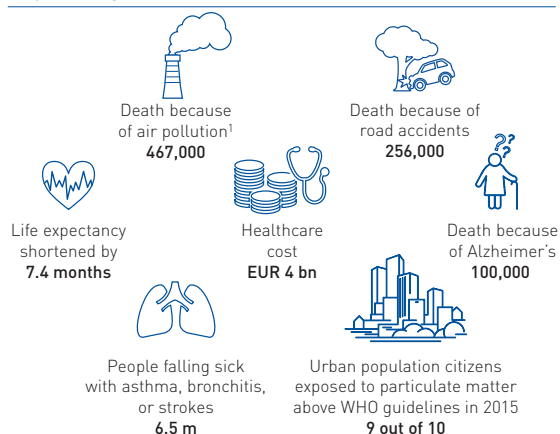 Death because
of air pollution¹
467,000
Death because of
road accidents
256,000
??
?
Life expectancy
shortened by
7.4 months
Healthcare
cost
EUR 4 bn
Death because
of Alzheimer's
100,000
People falling sick
with asthma, bronchitis,
or strokes
6.5 m
Urban population citizens
exposed to particulate matter
above WHO guidelines in 2015
9 out of 10